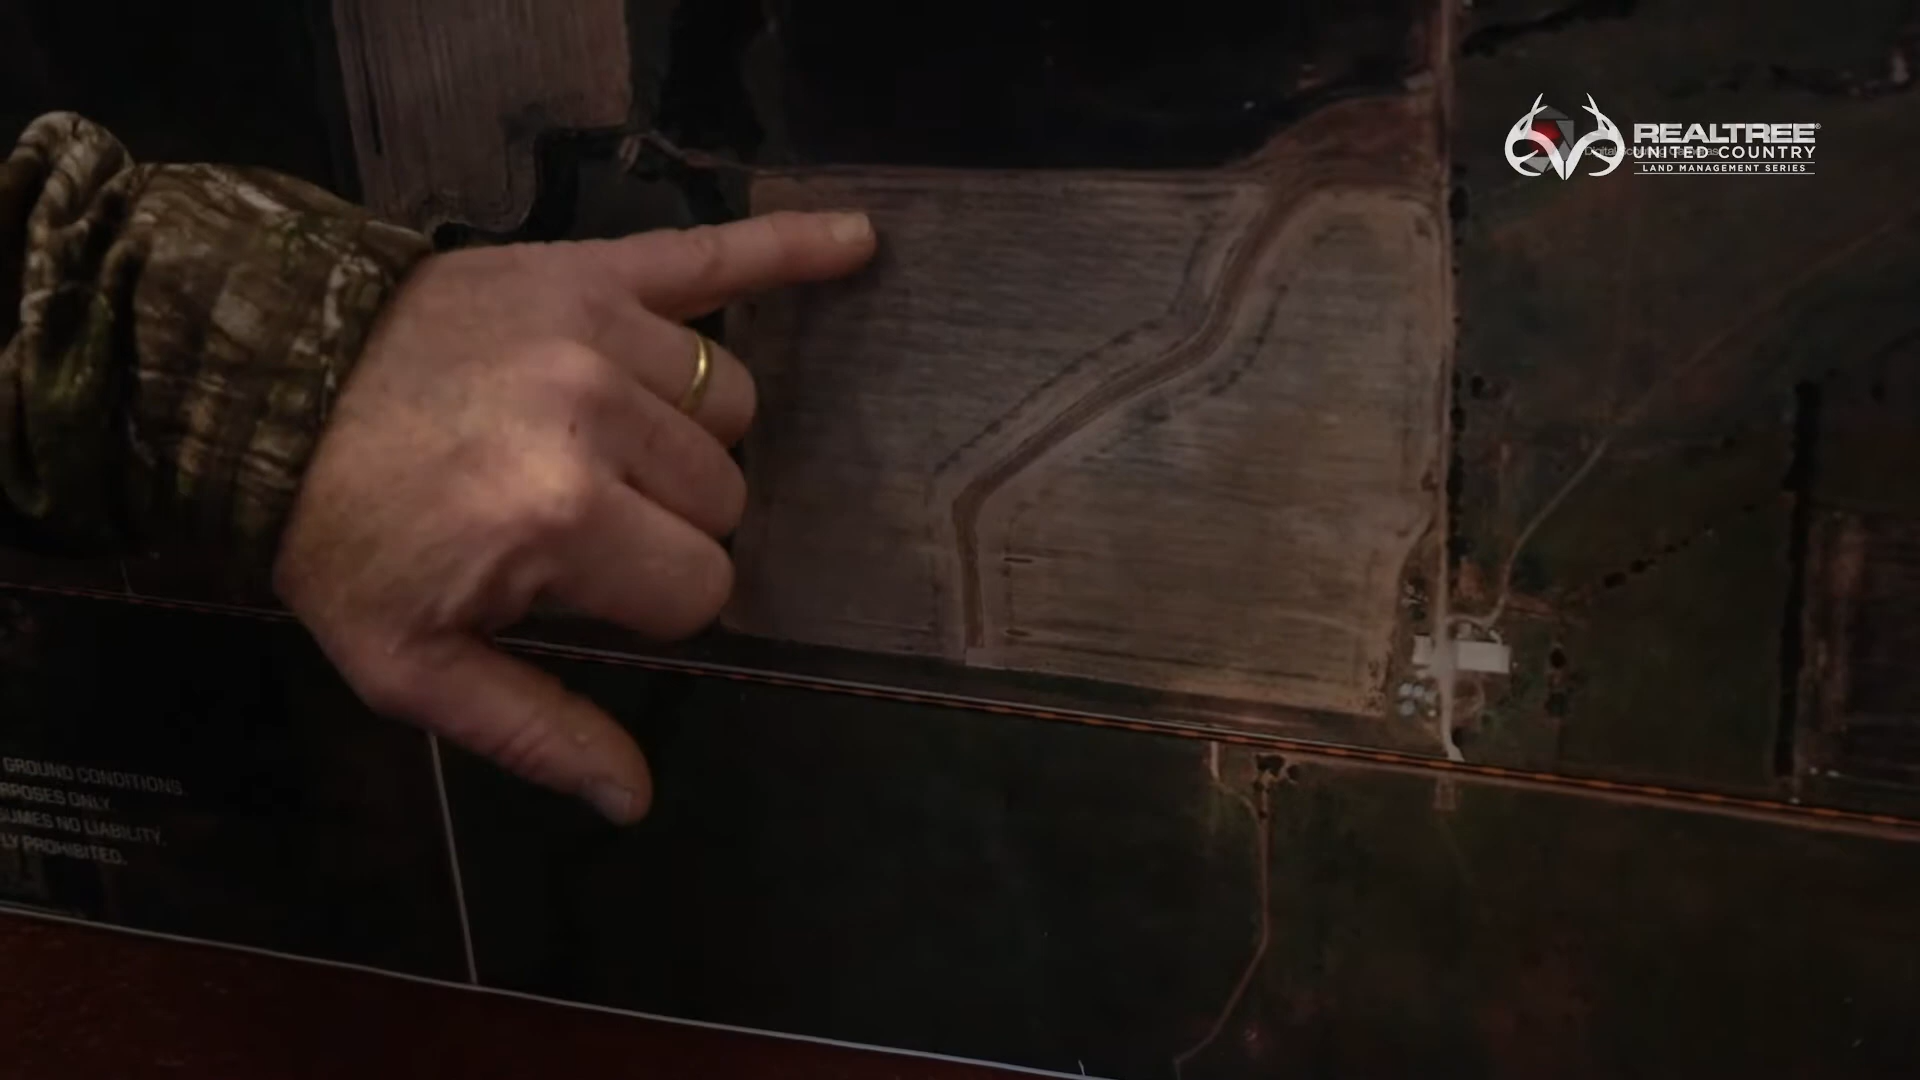 REALTREE®
UNITED COUNTRY
LAND MANAGEMENT SERIES
GROUND CONDITIONS.
RPOSES ONLY.
SUMES NO LIABILITY,
LY PROHIBITED.